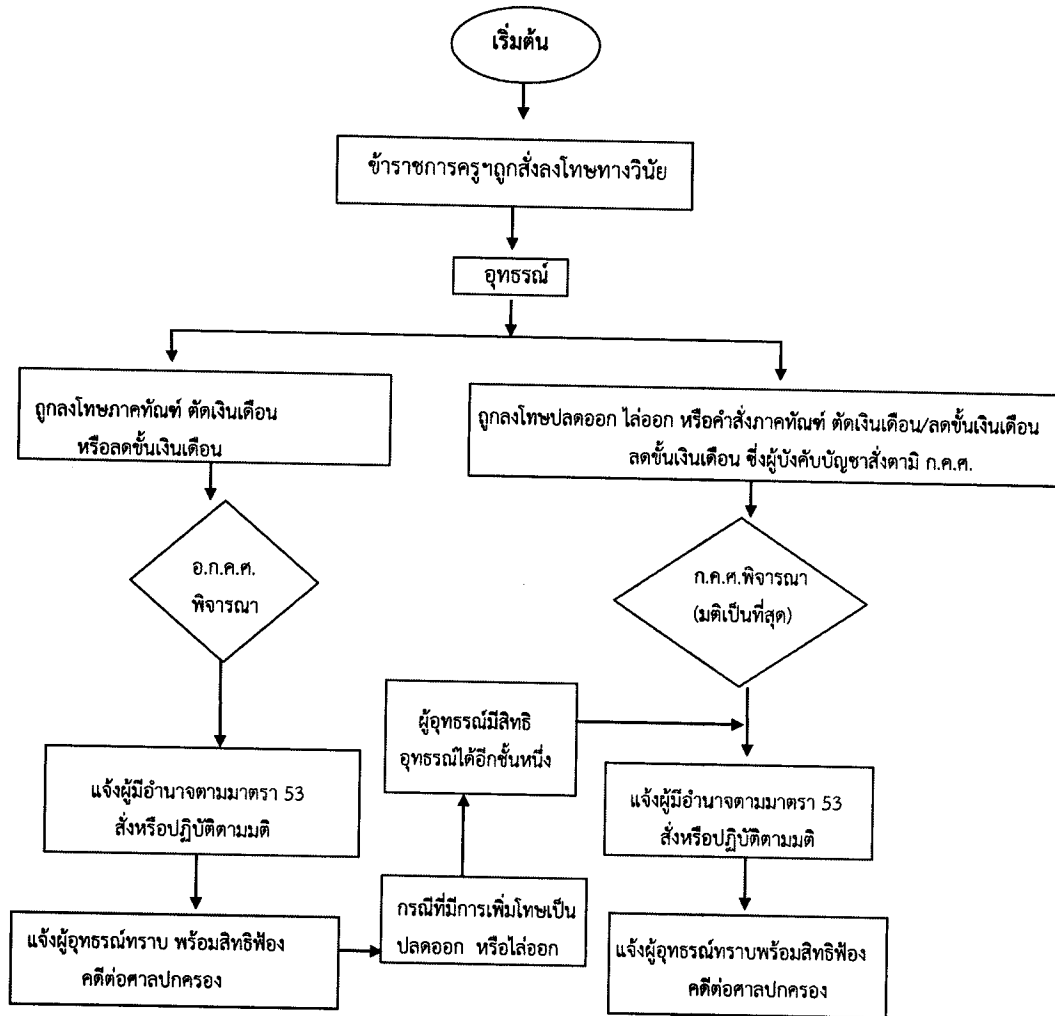 เริ่มต้น
ข้าราชการครูฯถูกสั่งลงโทษทางวินัย
อุทธรณ์
ถูกลงโทษภาคทัณฑ์ ตัดเงินเดือน
หรือลดขั้นเงินเดือน
ถูกลงโทษปลดออก ไล่ออก หรือคำสั่งภาคทัณฑ์ ตัดเงินเดือน/ลดขั้นเงินเดือน
ลดขั้นเงินเดือน ซึ่งผู้บังคับบัญชาสั่งตามิ ก.ค.ศ.
อ.ก.ค.ศ.
พิจารณา
ก.ค.ศ.พิจารณา
(มติเป็นที่สุด)
ผู้อุทธรณ์มีสิทธิ
อุทธรณ์ได้อีกชั้นหนึ่ง
แจ้งผู้มีอำนาจตามมาตรา 53
สั่งหรือปฏิบัติตามมติ
แจ้งผู้มีอำนาจตามมาตรา 53
สั่งหรือปฏิบัติตามมติ
แจ้งผู้อุทธรณ์ทราบ พร้อมสิทธิฟ้อง
คดีต่อศาลปกครอง
กรณีที่มีการเพิ่มโทษเป็น
ปลดออก หรือไล่ออก
แจ้งผู้อุทธรณ์ทราบพร้อมสิทธิฟ้อง
คดีต่อศาลปกครอง